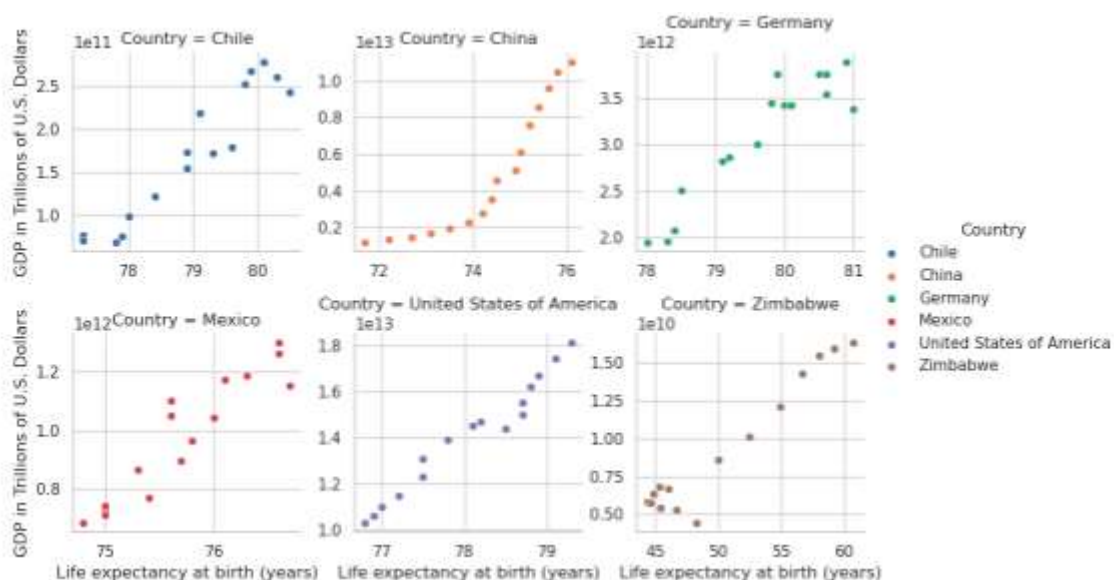 GDP in Trillions of U.S. Dollars
1e11
Country = Chile
2.5
2.0
1.5
1.0
78
79
80
1e13
Country = China
1.0
0.8
0.6
0.4
0.2
72
74
76
Country = Germany
1e12
3.5
3.0
2.5
2.0
78
79
80
81
Country
Chile
China
Germany
Mexico
United States of America
Zimbabwe
GDP in Trillions of U.S. Dollars
1e12
Country = Mexico
1.2
1.0
0.8
75
76
Life expectancy at birth (years)
Country = United States of America
1e13
1.8
1.6
1.4
1.2
1.0
77
78
79
Life expectancy at birth (years)
Country = Zimbabwe
1e10
1.50
1.25
1.00
0.75
0.50
45
50
55
60
Life expectancy at birth (years)